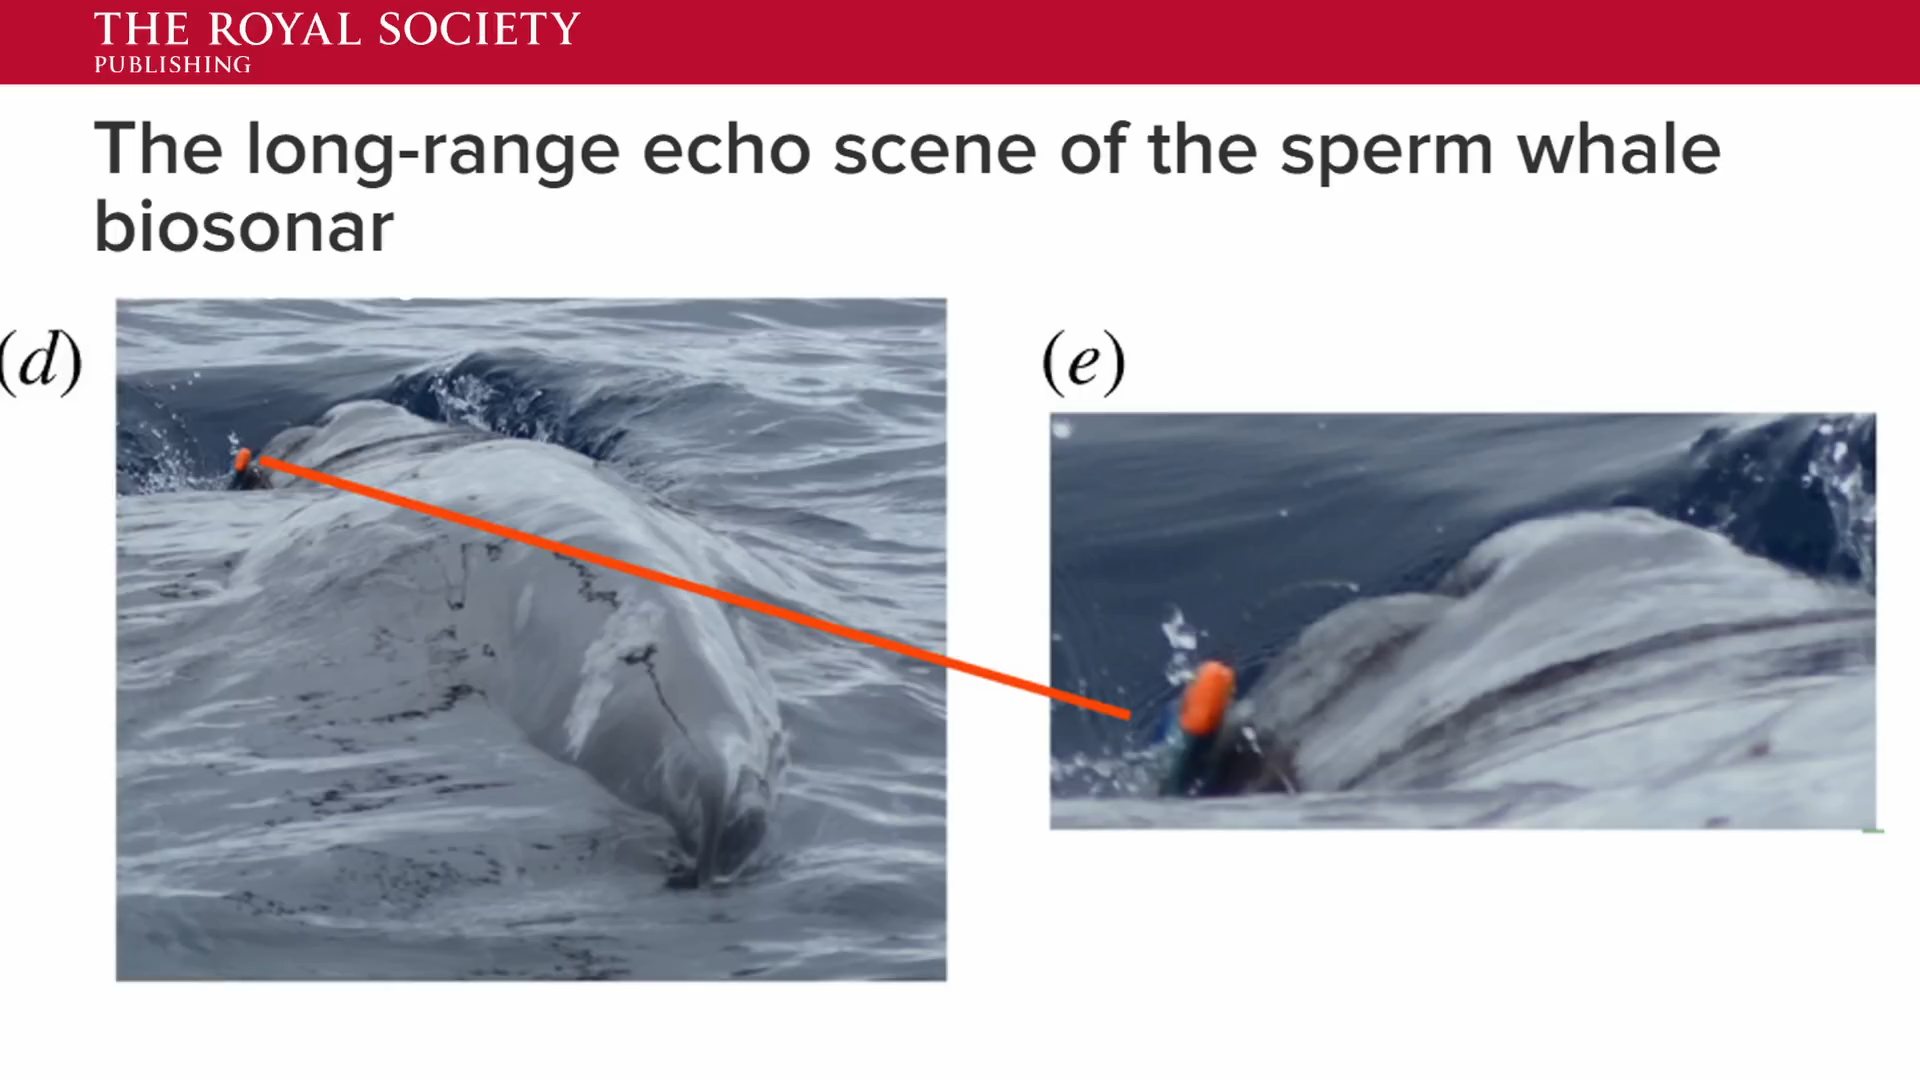 THE ROYAL SOCIETY
PUBLISHING
The long-range echo scene of the sperm whale
biosonar
(d)
(e)